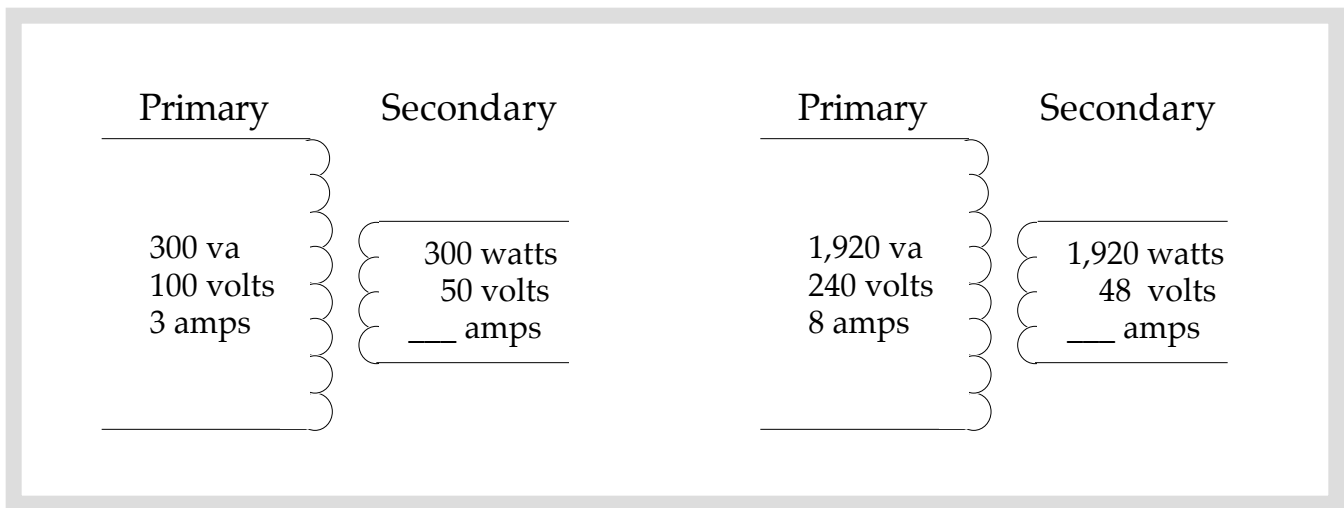 Primary
Secondary
300 va
100 volts
3 amps
300 watts
50 volts
___ amps
Primary
Secondary
1,920 va
240 volts
8 amps
1,920 watts
48 volts
___ amps